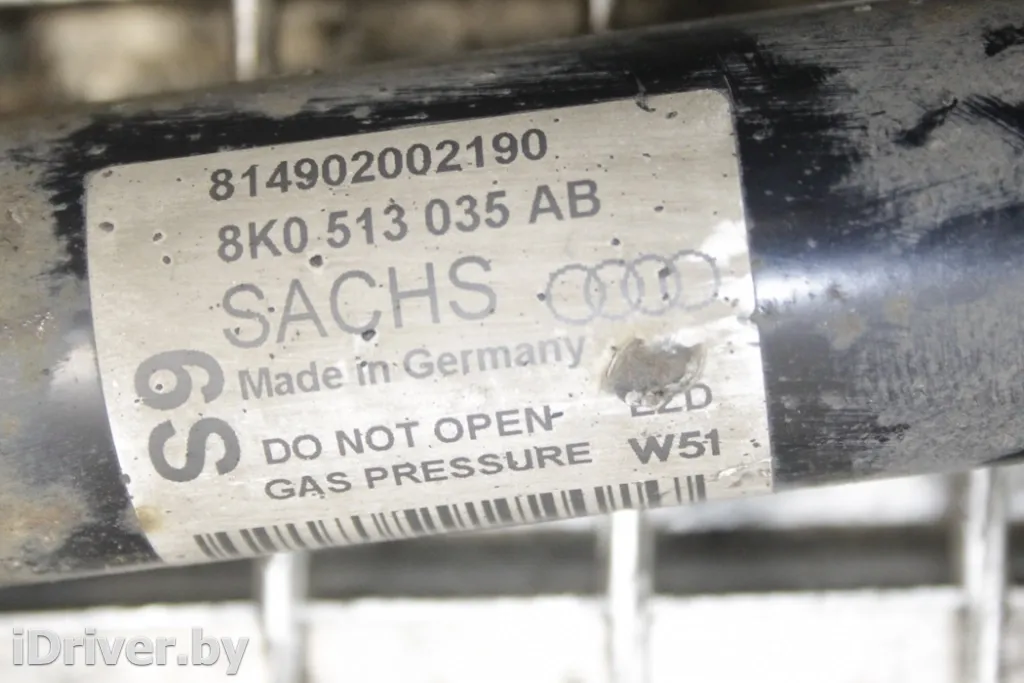 814902002190
8K0 513 035 AB
SACHS
Made in Germany
S9
DO NOT OPEN-
GAS PRESSURE
W51
iDriver.by